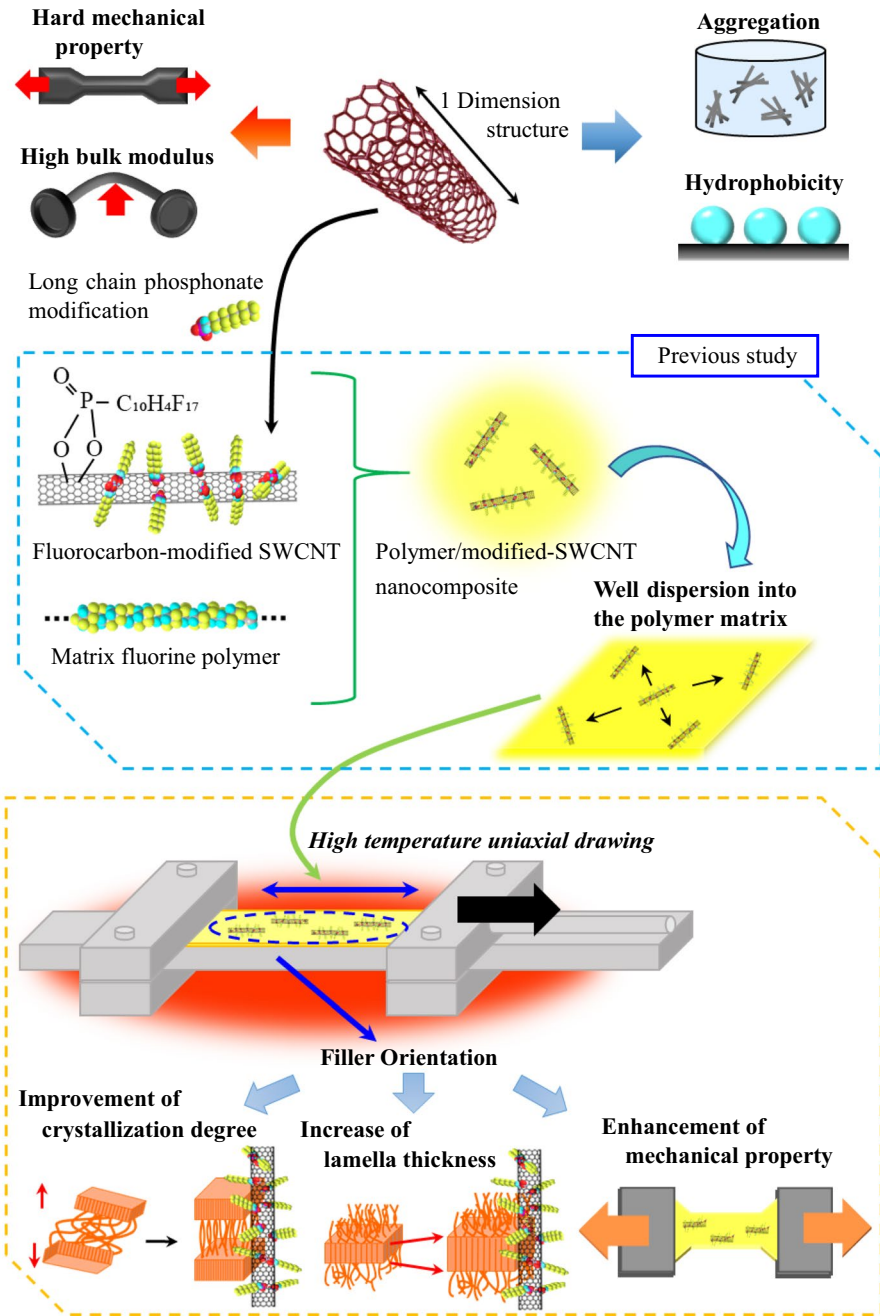 Hard mechanical
property
High bulk modulus
1 Dimension
structure
Aggregation
Hydrophobicity
Long chain phosphonate
modification
Previous study
O
O
P
C₁₀H₄F₁₇
O
O
Fluorocarbon-modified SWCNT
Matrix fluorine polymer
Polymer/modified-SWCNT
nanocomposite
Well dispersion into
the polymer matrix
High temperature uniaxial drawing
Filler Orientation
Improvement of
crystallization degree
Increase of
lamella thickness
Enhancement of
mechanical property